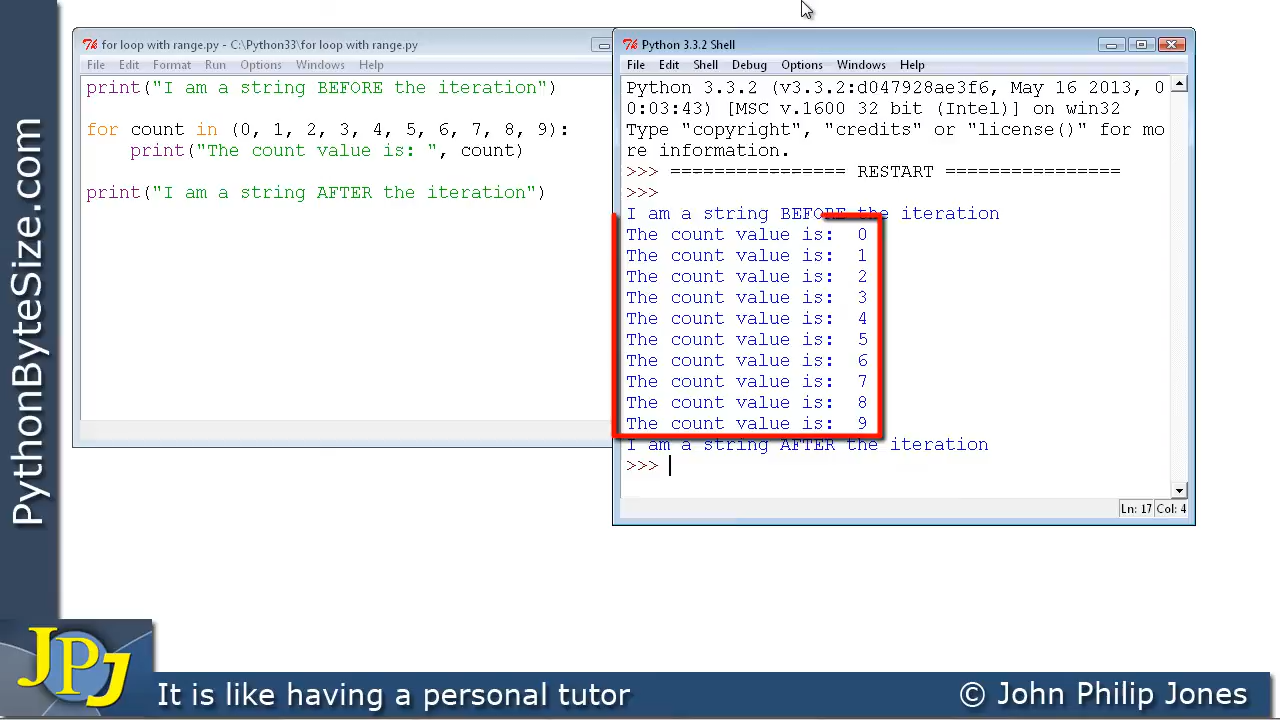 PythonByteSize.com
for loop with range.py - C:\Python33\for loop with range.py
File Edit Format Run Options Windows Help
print("I am a string BEFORE the iteration")
for count in (0, 1, 2, 3, 4, 5, 6, 7, 8, 9):
    print("The count value is: ", count)
print("I am a string AFTER the iteration")
Python 3.3.2 Shell
File Edit Shell Debug Options Windows Help
Python 3.3.2 (v3.3.2:d047928ae3f6, May 16 2013, 0
0:03:43) [MSC v.1600 32 bit (Intel)] on win32
Type "copyright", "credits" or "license()" for mo
re information.
>>> ================ RESTART ================
>>>
I am a string BEFORE the iteration
The count value is:  0
The count value is:  1
The count value is:  2
The count value is:  3
The count value is:  4
The count value is:  5
The count value is:  6
The count value is:  7
The count value is:  8
The count value is:  9
I am a string AFTER the iteration
>>>
Ln: 17 Col: 4
JPJ
It is like having a personal tutor
© John Philip Jones